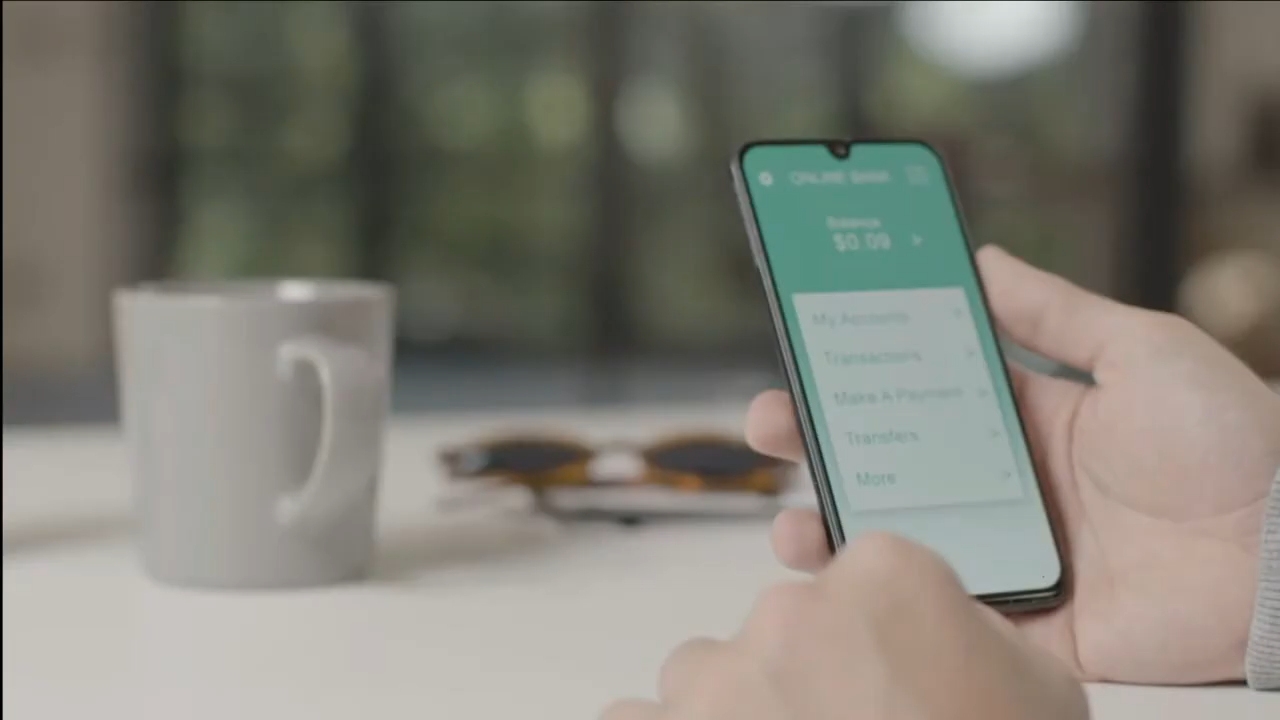 ONLINE BANK
Balance
$0.09
My Accounts
Transactions
Make A Payment
Transfers
More